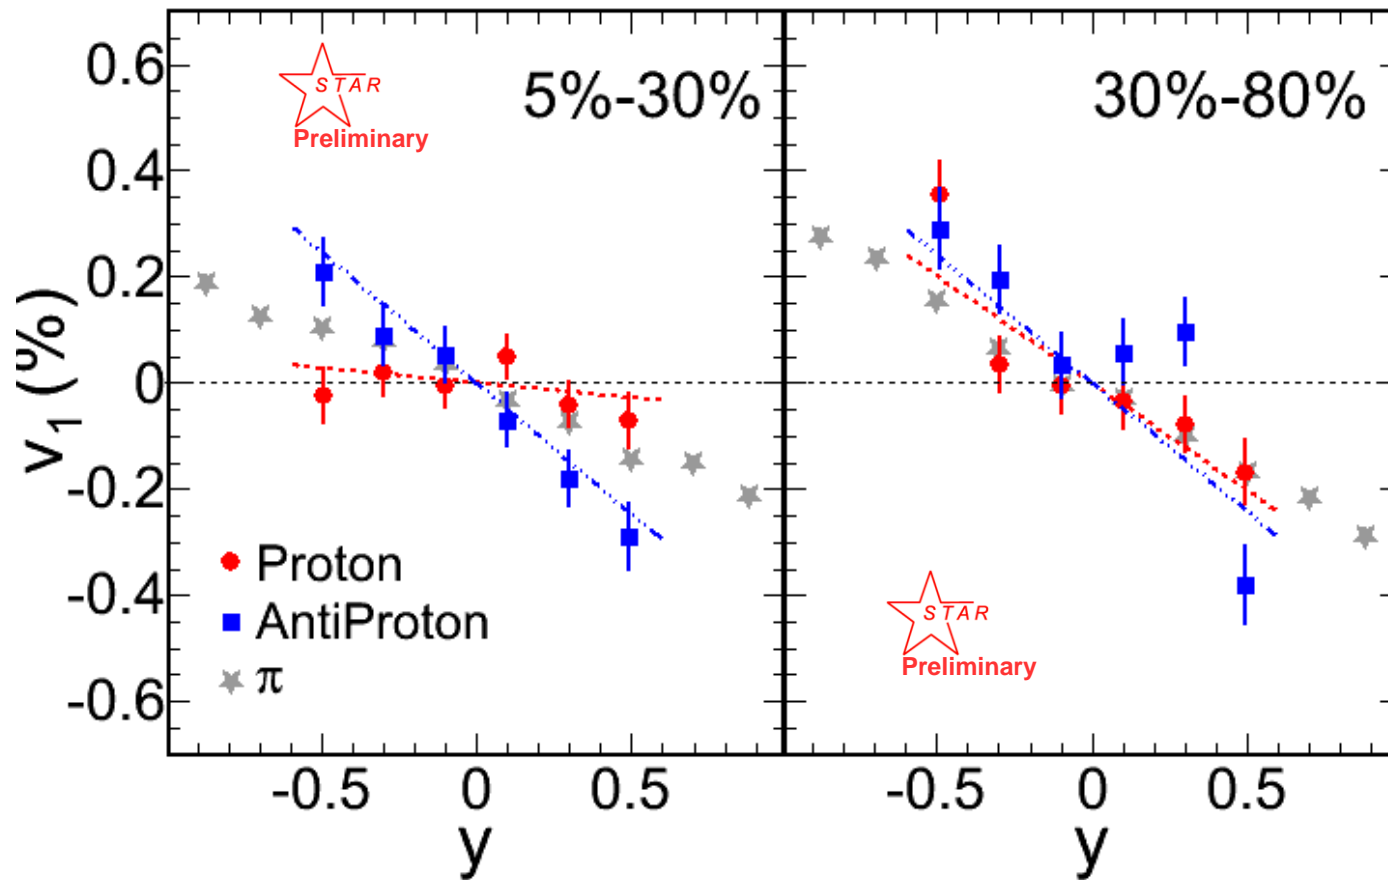 5%-30%
30%-80%
STAR
Preliminary
0.6
0.4
0.2
0
-0.2
-0.4
-0.6
v1 (%)
Proton
AntiProton
π
STAR
Preliminary
-0.5 0 0.5
-0.5 0 0.5
y
y